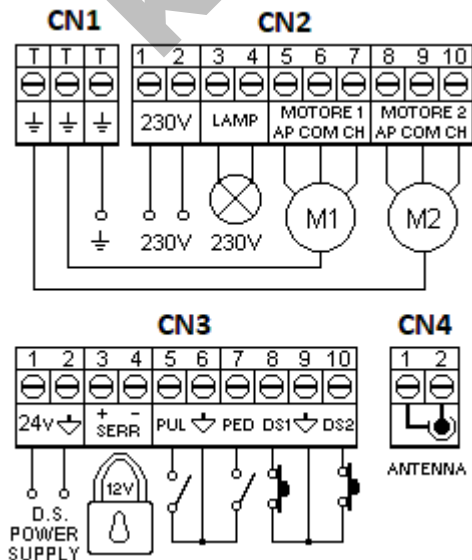 CN1 CN2
T T T 1 2 3 4 5 6 7 8 9 10
230V LAMP MOTORE 1 MOTORE 2
AP COM CH AP COM CH
M1 M2
230V 230V
CN3 CN4
1 2 3 4 5 6 7 8 9 10 1 2
24v + - SERR PUL PED DS1 DS2
12V
ANTENNA
D.S.
POWER
SUPPLY